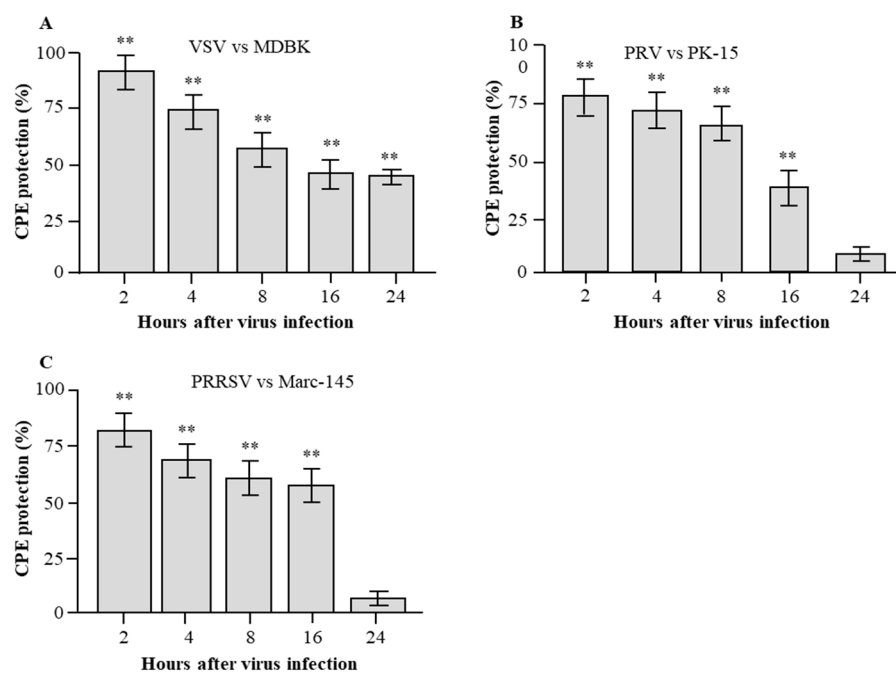 A
VSV vs MDBK
CPE protection (%)
100
75
50
25
0
**
**
**
**
**
2 4 8 16 24
Hours after virus infection
B
PRV vs PK-15
CPE protection (%)
10
0
75
50
25
0
**
**
**
**
2 4 8 16 24
Hours after virus infection
C
PRRSV vs Marc-145
CPE protection (%)
100
75
50
25
0
**
**
**
**
2 4 8 16 24
Hours after virus infection